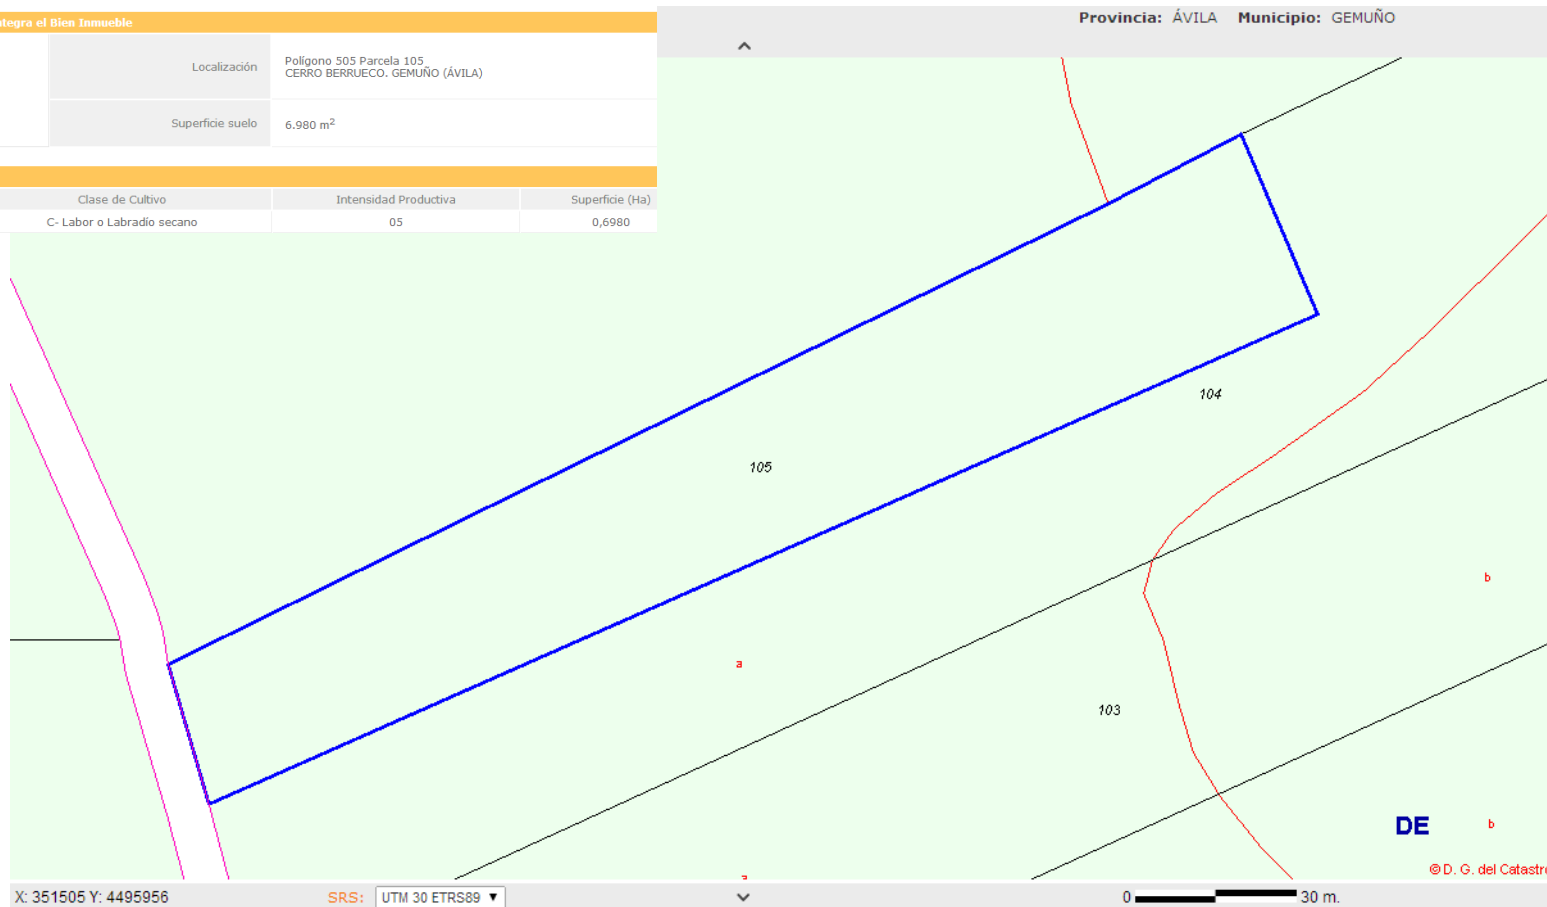 ntegra el Bien Inmueble
Provincia: ÁVILA Municipio: GEMUÑO
Localización
Polígono 505 Parcela 105
CERRO BERRUECO. GEMUÑO (ÁVILA)
Superficie suelo 6.980 m²
Clase de Cultivo Intensidad Productiva Superficie (Ha)
C- Labor o Labradío secano 05 0,6980
104
105
b
a
103
DE b
© D. G. del Catastr
X: 351505 Y: 4495956 SRS: UTM 30 ETRS89 ▼ 0 30 m.